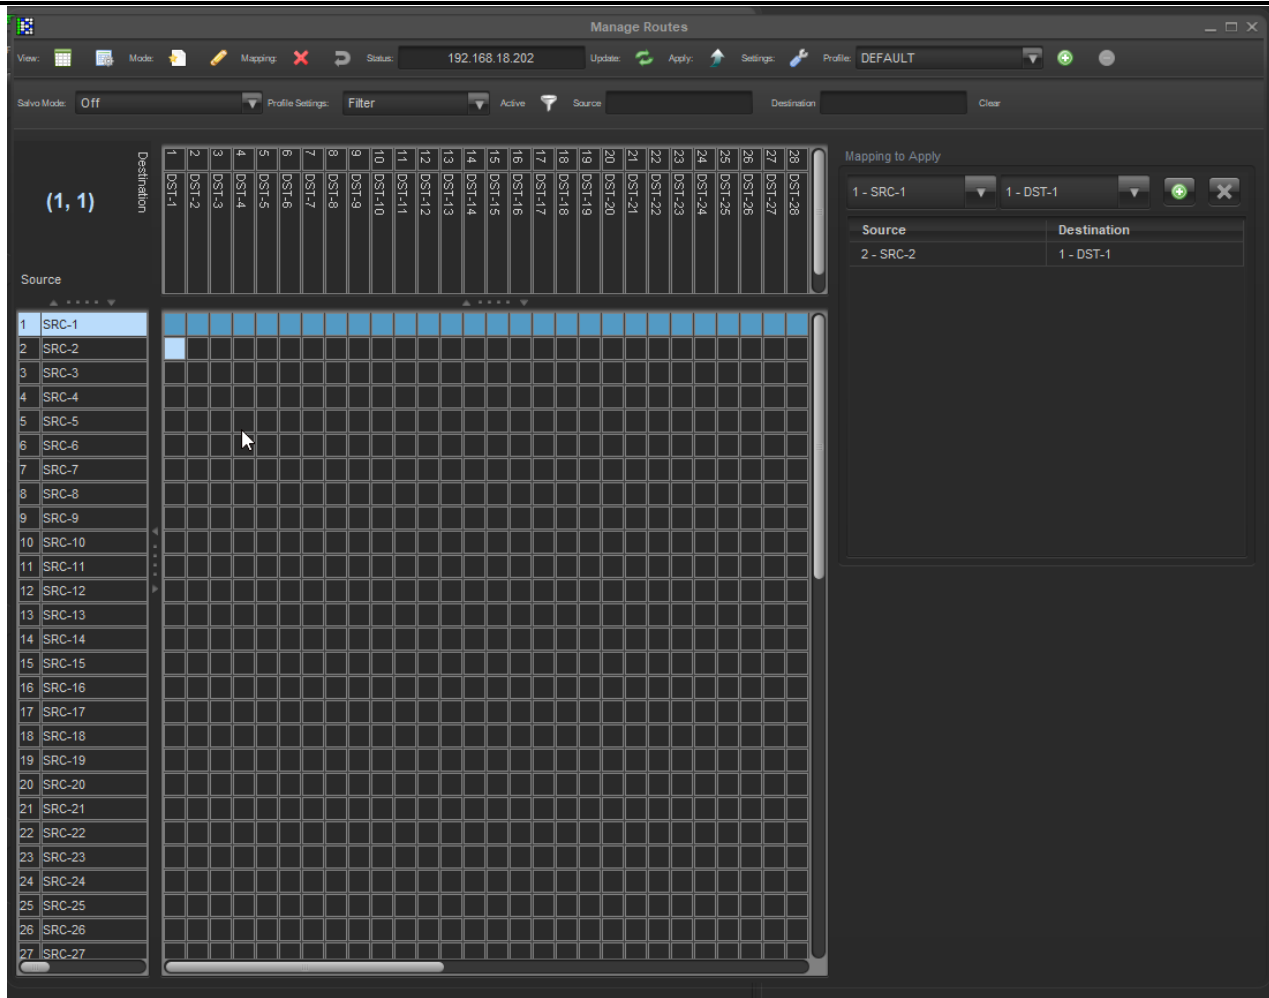 Manage Routes
View: Mode: Mapping: Status: 192.168.18.202 Update: Apply: Settings: Profile: DEFAULT
Salvo Mode: Off Profile Settings: Filter Active Source Destination Clear
Destination
(1, 1)
Source
1 DST-1
2 DST-2
3 DST-3
4 DST-4
5 DST-5
6 DST-6
7 DST-7
8 DST-8
9 DST-9
10 DST-10
11 DST-11
12 DST-12
13 DST-13
14 DST-14
15 DST-15
16 DST-16
17 DST-17
18 DST-18
19 DST-19
20 DST-20
21 DST-21
22 DST-22
23 DST-23
24 DST-24
25 DST-25
26 DST-26
27 DST-27
28 DST-28
1 SRC-1
2 SRC-2
3 SRC-3
4 SRC-4
5 SRC-5
6 SRC-6
7 SRC-7
8 SRC-8
9 SRC-9
10 SRC-10
11 SRC-11
12 SRC-12
13 SRC-13
14 SRC-14
15 SRC-15
16 SRC-16
17 SRC-17
18 SRC-18
19 SRC-19
20 SRC-20
21 SRC-21
22 SRC-22
23 SRC-23
24 SRC-24
25 SRC-25
26 SRC-26
27 SRC-27
Mapping to Apply
1 - SRC-1 1 - DST-1
Source Destination
2 - SRC-2 1 - DST-1